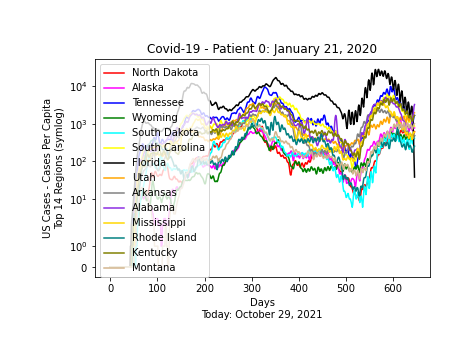 Covid-19 - Patient 0: January 21, 2020
US Cases - Cases Per Capita
Top 14 Regions (symlog)
10⁴
10³
10²
10¹
10⁰
0
North Dakota
Alaska
Tennessee
Wyoming
South Dakota
South Carolina
Florida
Utah
Arkansas
Alabama
Mississippi
Rhode Island
Kentucky
Montana
0 100 200 300 400 500 600
Days
Today: October 29, 2021